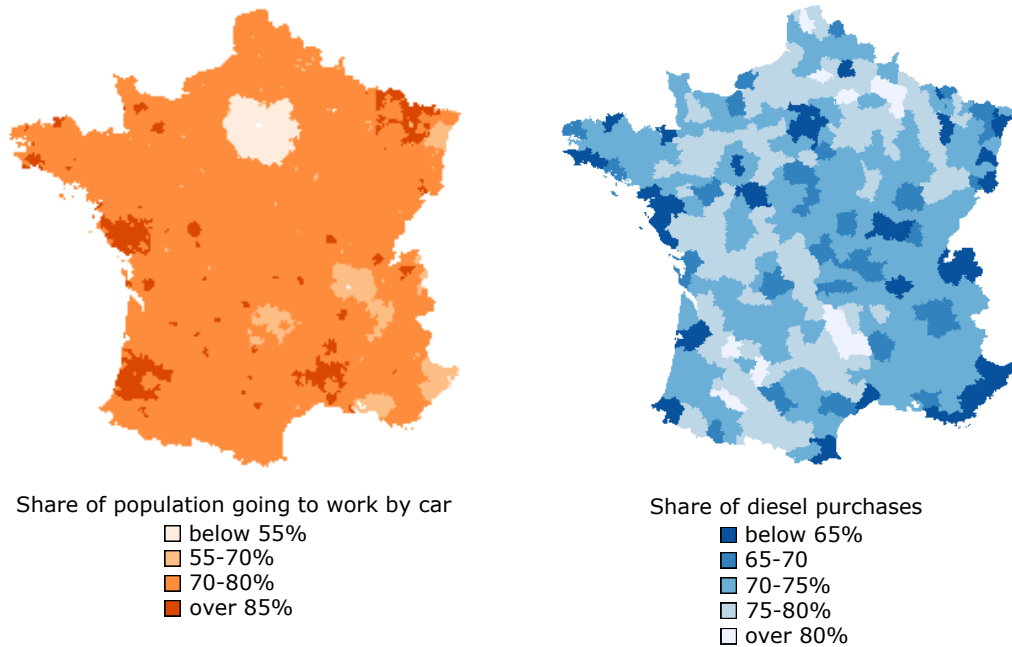 Share of population going to work by car
below 55%
55-70%
70-80%
over 85%
Share of diesel purchases
below 65%
65-70
70-75%
75-80%
over 80%